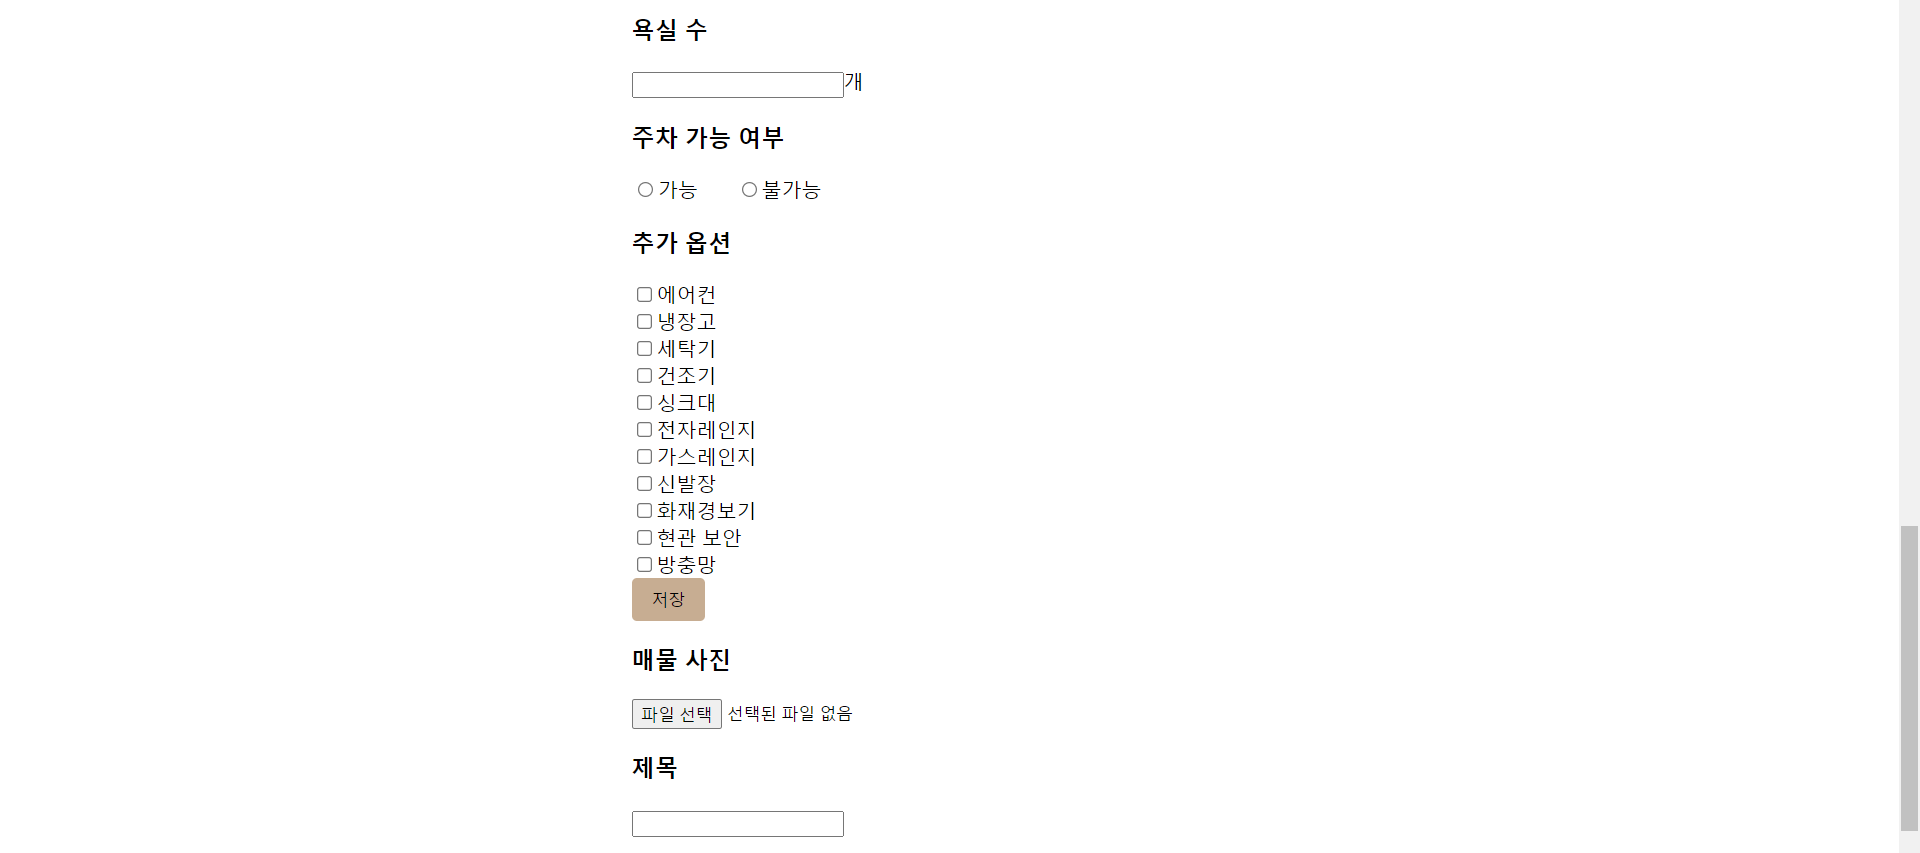 욕실 수
개
주차 가능 여부
가능 불가능
추가 옵션
에어컨
냉장고
세탁기
건조기
싱크대
전자레인지
가스레인지
신발장
화재경보기
현관 보안
방충망
저장
매물 사진
파일 선택 선택된 파일 없음
제목